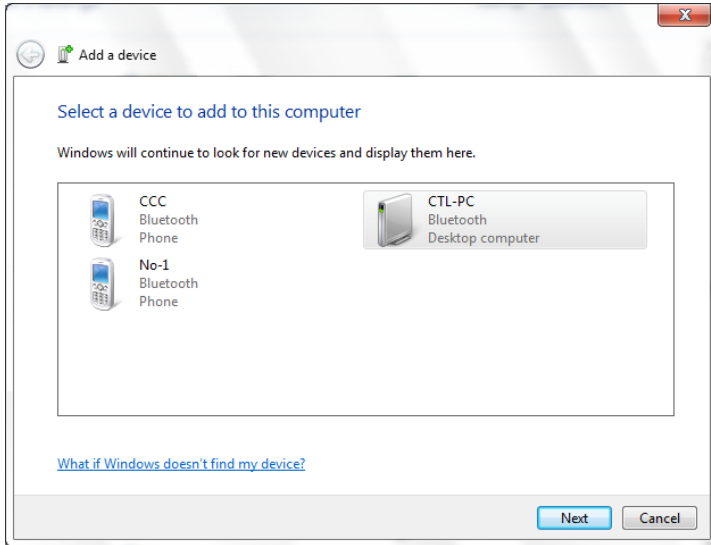 Add a device
Select a device to add to this computer
Windows will continue to look for new devices and display them here.
CCC
Bluetooth
Phone
CTL-PC
Bluetooth
Desktop computer
No-1
Bluetooth
Phone
What if Windows doesn't find my device?
Next
Cancel